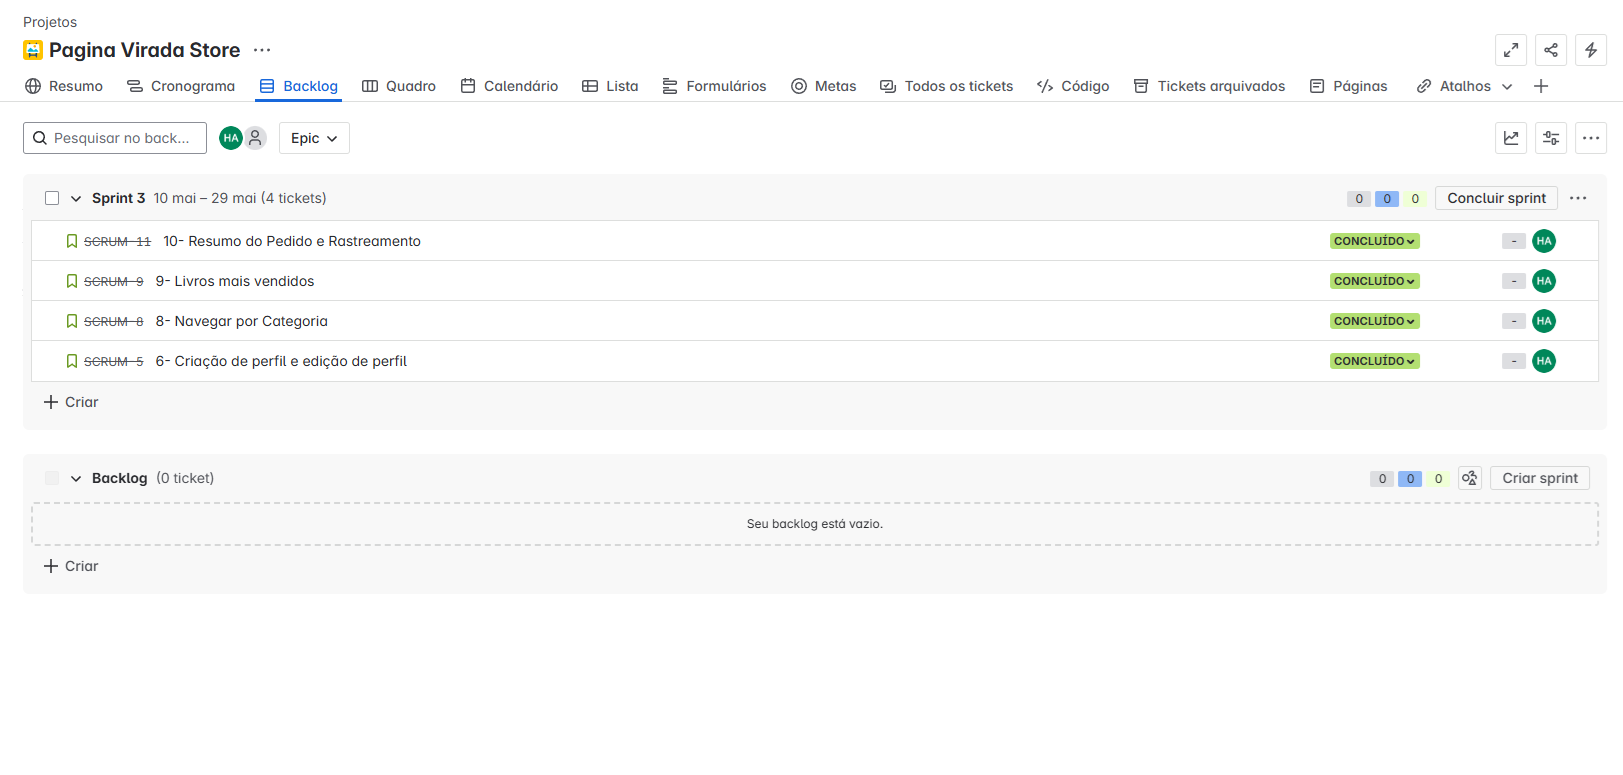 Projetos
Pagina Virada Store ···
Resumo Cronograma Backlog Quadro Calendário Lista Formulários Metas Todos os tickets Código Tickets arquivados Páginas Atalhos
Pesquisar no back... HA Epic
Sprint 3 10 mai – 29 mai (4 tickets) 0 0 0 Concluir sprint ···
SCRUM-11 10- Resumo do Pedido e Rastreamento CONCLUÍDO - HA
SCRUM-9 9- Livros mais vendidos CONCLUÍDO - HA
SCRUM-8 8- Navegar por Categoria CONCLUÍDO - HA
SCRUM-5 6- Criação de perfil e edição de perfil CONCLUÍDO - HA
+ Criar
Backlog (0 ticket) 0 0 0 Criar sprint
Seu backlog está vazio.
+ Criar